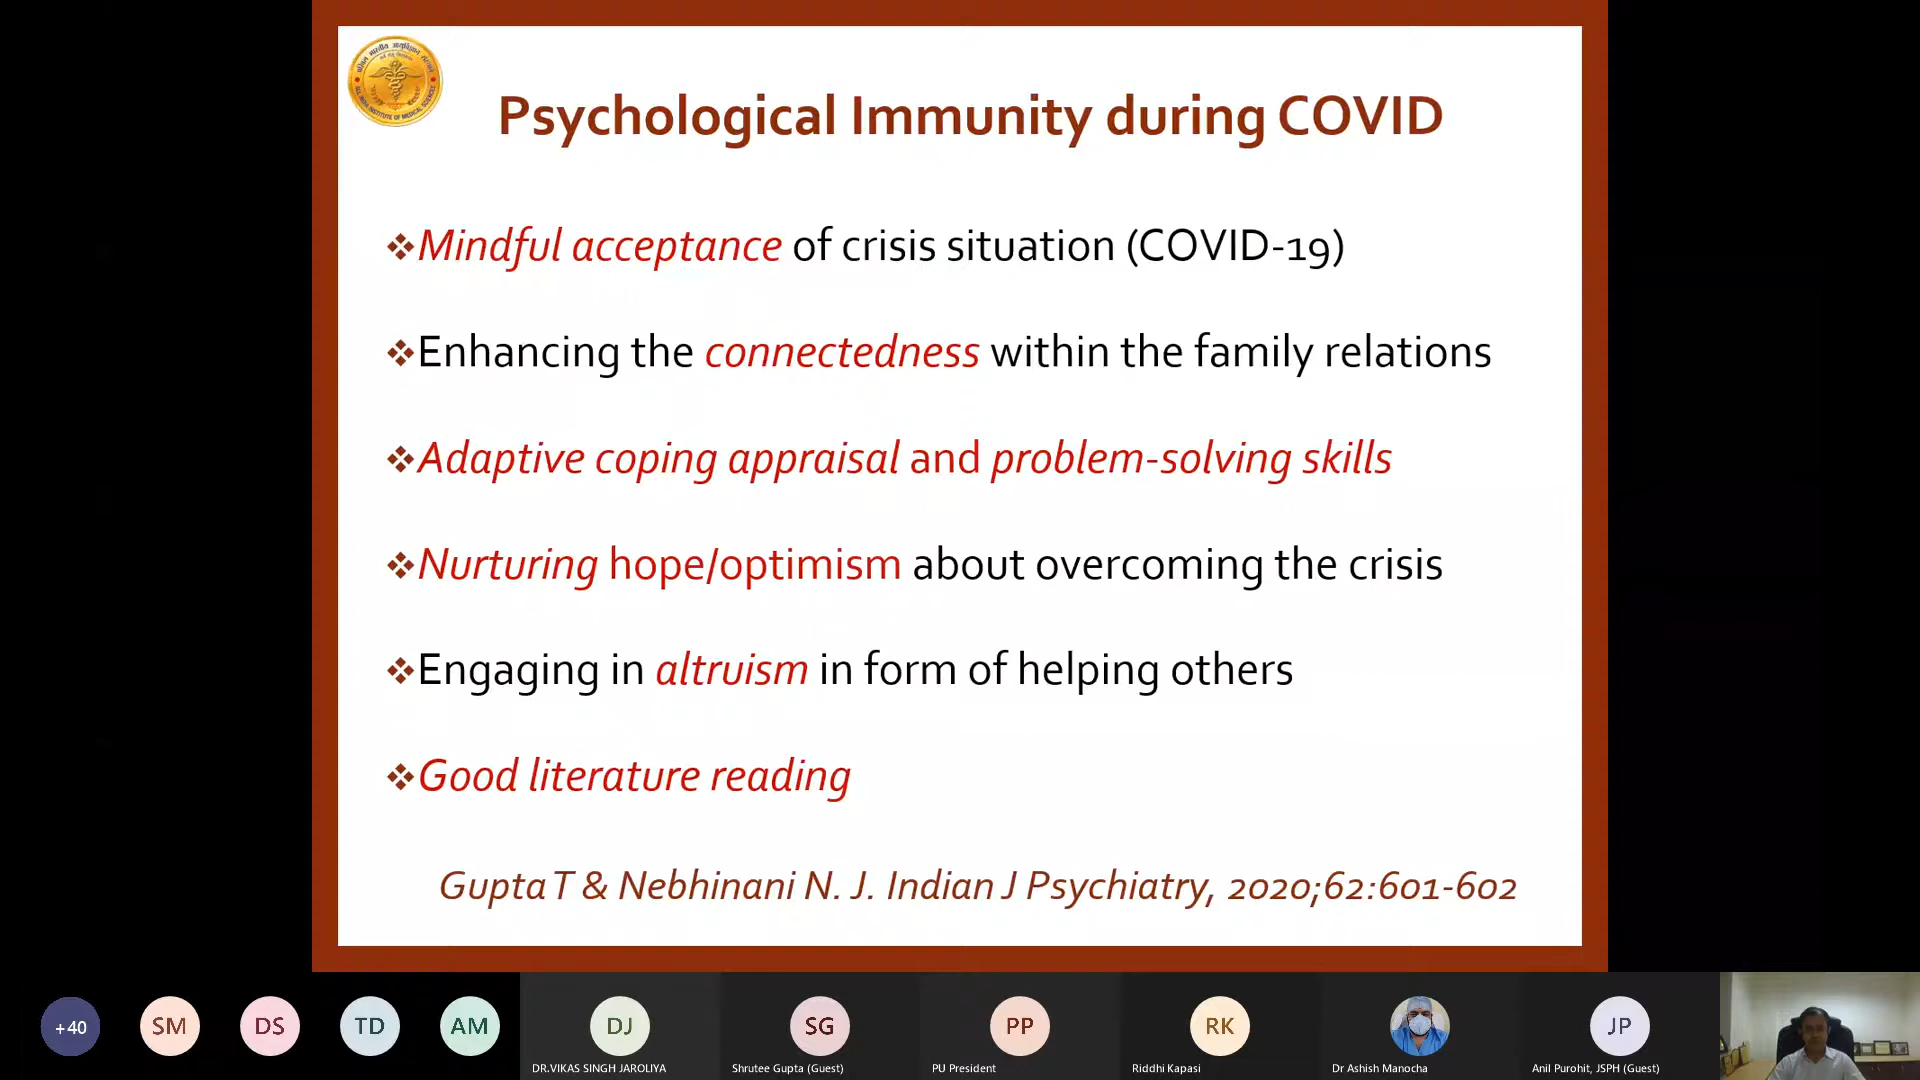 Psychological Immunity during COVID
Mindful acceptance of crisis situation (COVID-19)
Enhancing the connectedness within the family relations
Adaptive coping appraisal and problem-solving skills
Nurturing hope/optimism about overcoming the crisis
Engaging in altruism in form of helping others
Good literature reading
Gupta T & Nebhinani N. J. Indian J Psychiatry, 2020;62:601-602
+40
SM
DS
TD
AM
DJ
SG
PP
RK
JP
DR.VIKAS SINGH JAROLIYA
Shrutee Gupta (Guest)
PU President
Riddhi Kapasi
Dr Ashish Manocha
Anil Purohit, JSPH (Guest)